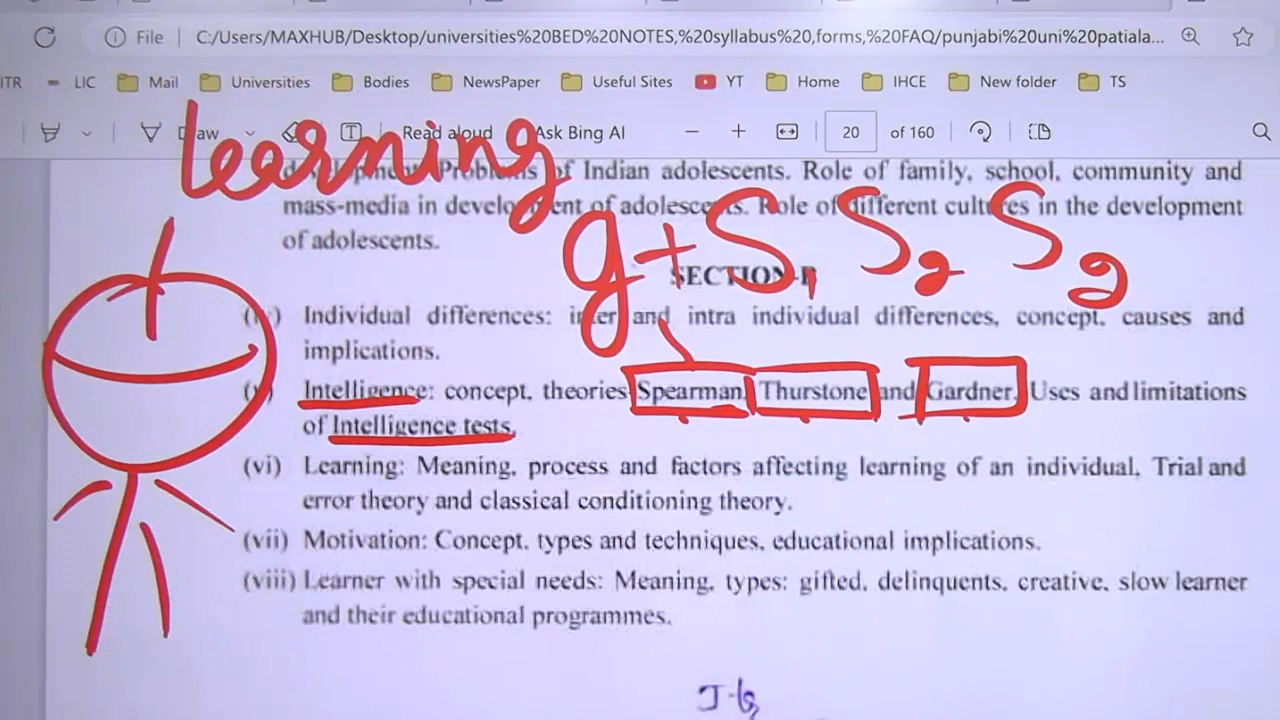 File C:/Users/MAXHUB/Desktop/universities%20BED%20NOTES,%20syllabus%20,forms,%20FAQ/punjabi%20uni%20patiala...
ITR LIC Mail Universities Bodies NewsPaper Useful Sites YT Home IHCE New folder TS
Draw Read aloud Ask Bing AI 20 of 160
learning
development. Problems of Indian adolescents. Role of family, school, community and
mass-media in development of adolescents. Role of different cultures in the development
of adolescents.
g+S1 S2 S2
SECTION-B
(iv) Individual differences: inter and intra individual differences, concept, causes and
implications.
(v) Intelligence: concept, theories Spearman, Thurstone and Gardner. Uses and limitations
of Intelligence tests.
(vi) Learning: Meaning, process and factors affecting learning of an individual, Trial and
error theory and classical conditioning theory.
(vii) Motivation: Concept, types and techniques, educational implications.
(viii) Learner with special needs: Meaning, types: gifted, delinquents, creative, slow learner
and their educational programmes.